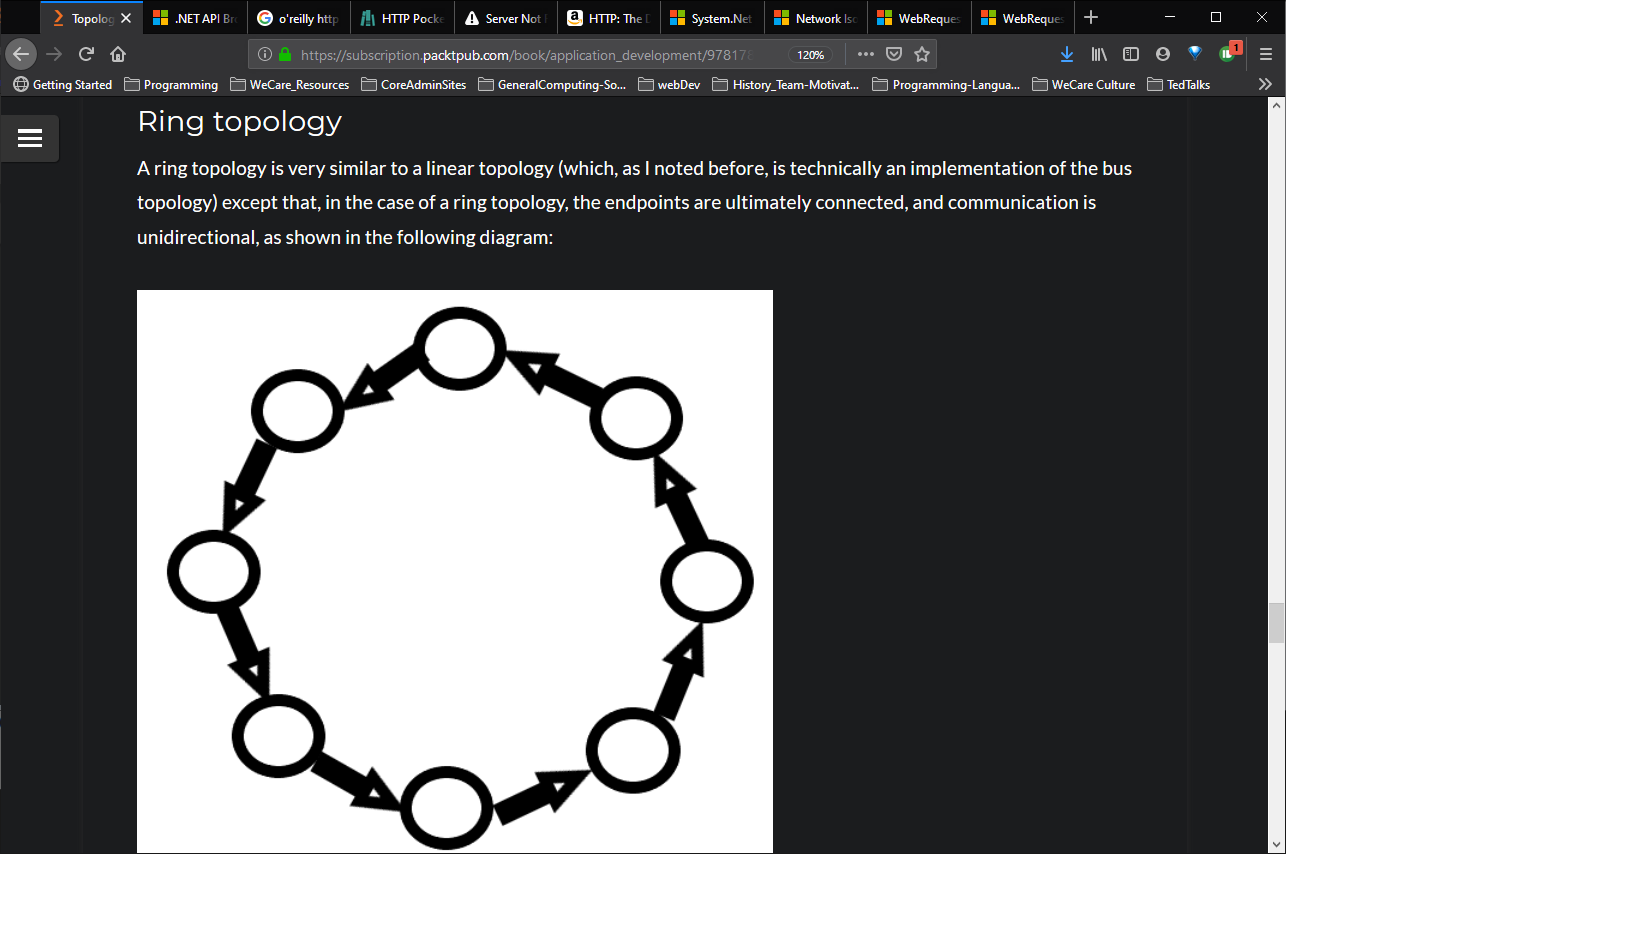 Topolog
.NET API Br
o'reilly http
HTTP Pocke
Server Not
HTTP: The D
System.Net
Network Iso
WebReques
WebReques
https://subscription.packtpub.com/book/application_development/97817
120%
1
Getting Started
Programming
WeCare_Resources
CoreAdminSites
GeneralComputing-So...
webDev
History_Team-Motivat...
Programming-Langua...
WeCare Culture
TedTalks
Ring topology
A ring topology is very similar to a linear topology (which, as I noted before, is technically an implementation of the bus
topology) except that, in the case of a ring topology, the endpoints are ultimately connected, and communication is
unidirectional, as shown in the following diagram: